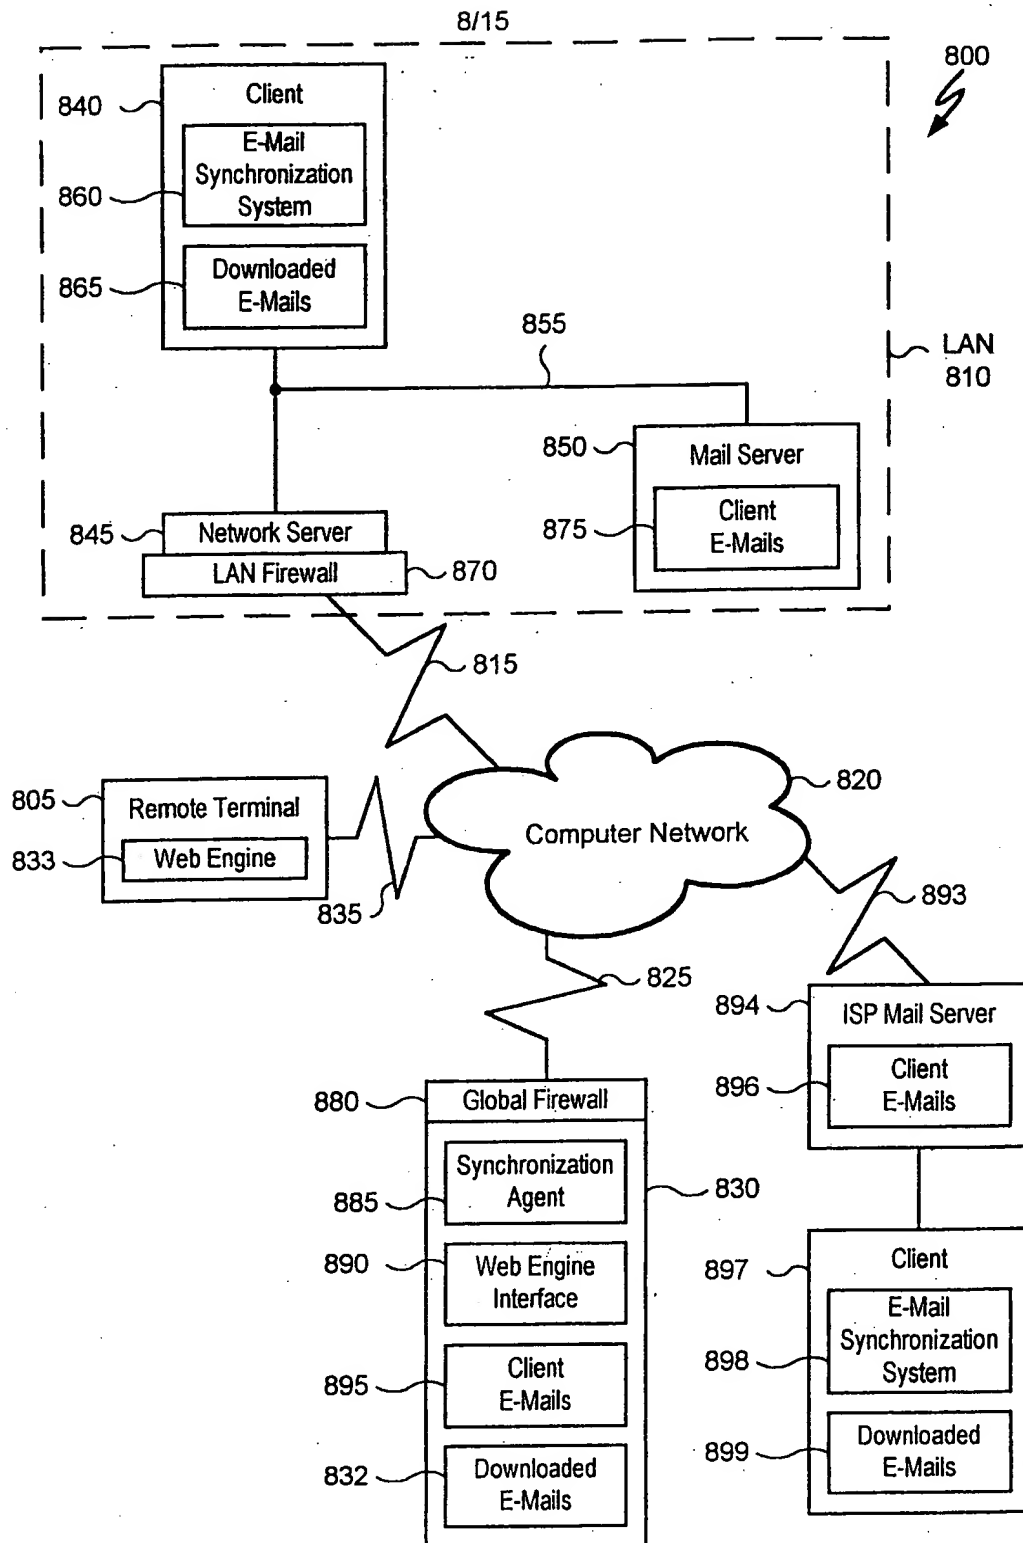 8/15
800
840
Client
E-Mail
Synchronization
System
860
Downloaded
E-Mails
865
855
LAN
810
850
Mail Server
Client
E-Mails
875
845
Network Server
LAN Firewall
870
815
820
805
Remote Terminal
833
Web Engine
Computer Network
835
893
825
894
ISP Mail Server
Client
E-Mails
896
880
Global Firewall
Synchronization
Agent
885
830
890
Web Engine
Interface
897
Client
E-Mail
Synchronization
System
898
895
Client
E-Mails
832
Downloaded
E-Mails
899
Downloaded
E-Mails